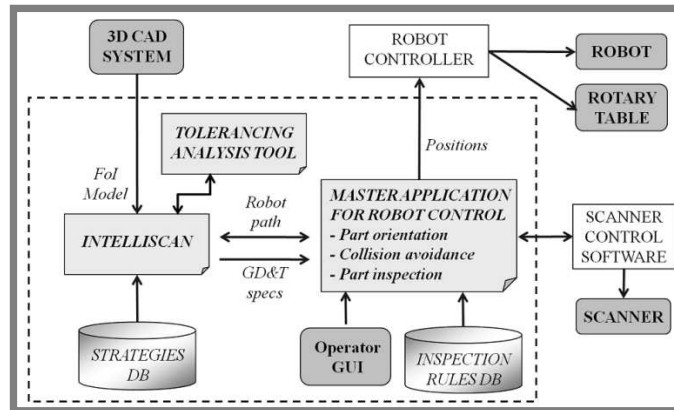 3D CAD
SYSTEM
ROBOT
CONTROLLER
ROBOT
ROTARY
TABLE
TOLERANCING
ANALYSIS TOOL
Positions
FoI
Model
INTELLISCAN
Robot
path
GD&T
specs
MASTER APPLICATION
FOR ROBOT CONTROL
- Part orientation
- Collision avoidance
- Part inspection
SCANNER
CONTROL
SOFTWARE
SCANNER
STRATEGIES
DB
Operator
GUI
INSPECTION
RULES DB